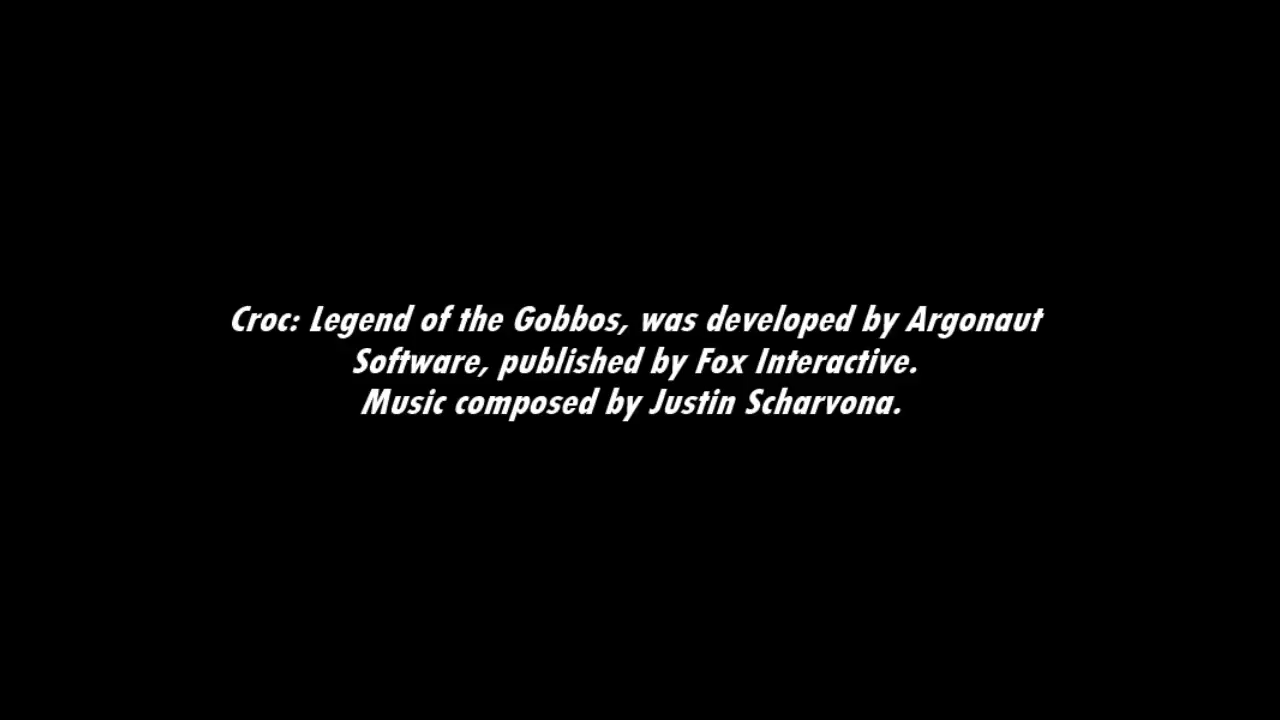 Croc: Legend of the Gobbos, was developed by Argonaut
Software, published by Fox Interactive.
Music composed by Justin Scharvona.